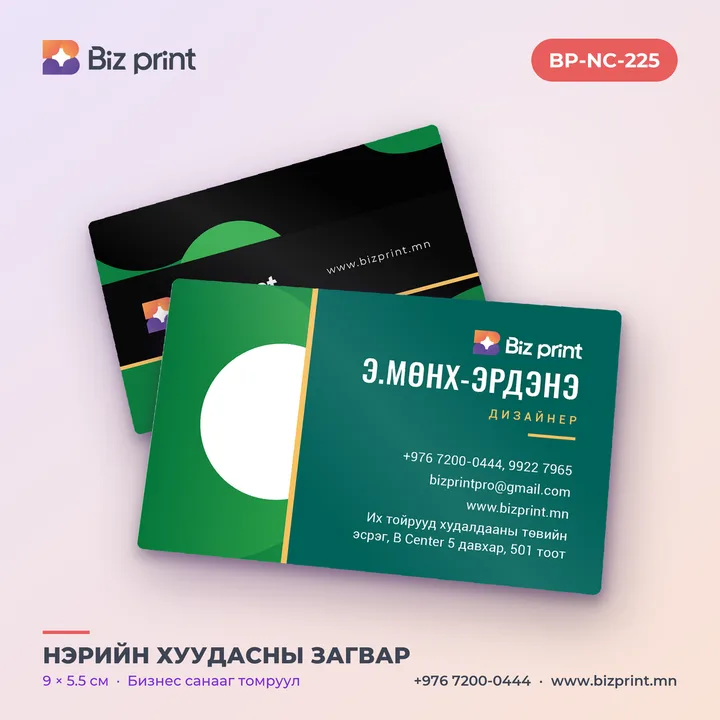 Biz print
BP-NC-225
www.bizprint.mn
Biz print
Э.МӨНХ-ЭРДЭНЭ
ДИЗАЙНЕР
+976 7200-0444, 9922 7965
bizprintpro@gmail.com
www.bizprint.mn
Их тойрууд худалдааны төвийн
эсрэг, B Center 5 давхар, 501 тоот
НЭРИЙН ХУУДАСНЫ ЗАГВАР
9 × 5.5 см · Бизнес санааг томруул
+976 7200-0444 · www.bizprint.mn